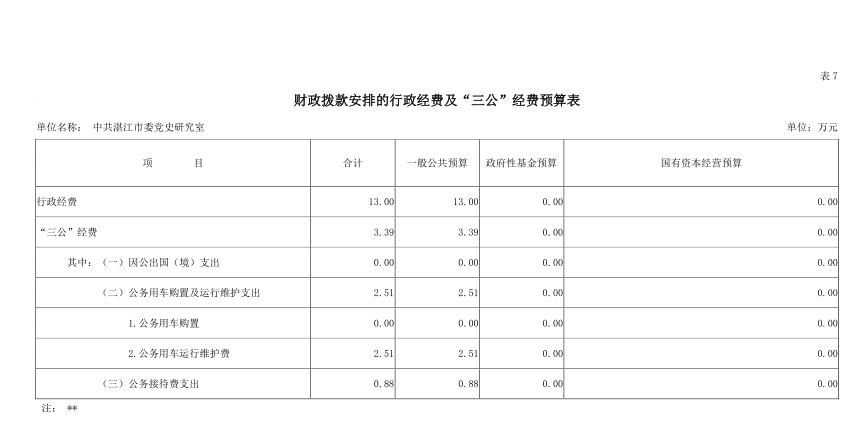 表 7
财政拨款安排的行政经费及“三公”经费预算表
单位名称： 中共湛江市委党史研究室 单位：万元
项 目 合计 一般公共预算 政府性基金预算 国有资本经营预算
行政经费 13.00 13.00 0.00 0.00
“三公”经费 3.39 3.39 0.00 0.00
其中：（一）因公出国（境）支出 0.00 0.00 0.00 0.00
（二）公务用车购置及运行维护支出 2.51 2.51 0.00 0.00
1.公务用车购置 0.00 0.00 0.00 0.00
2.公务用车运行维护费 2.51 2.51 0.00 0.00
（三）公务接待费支出 0.88 0.88 0.00 0.00
注： **